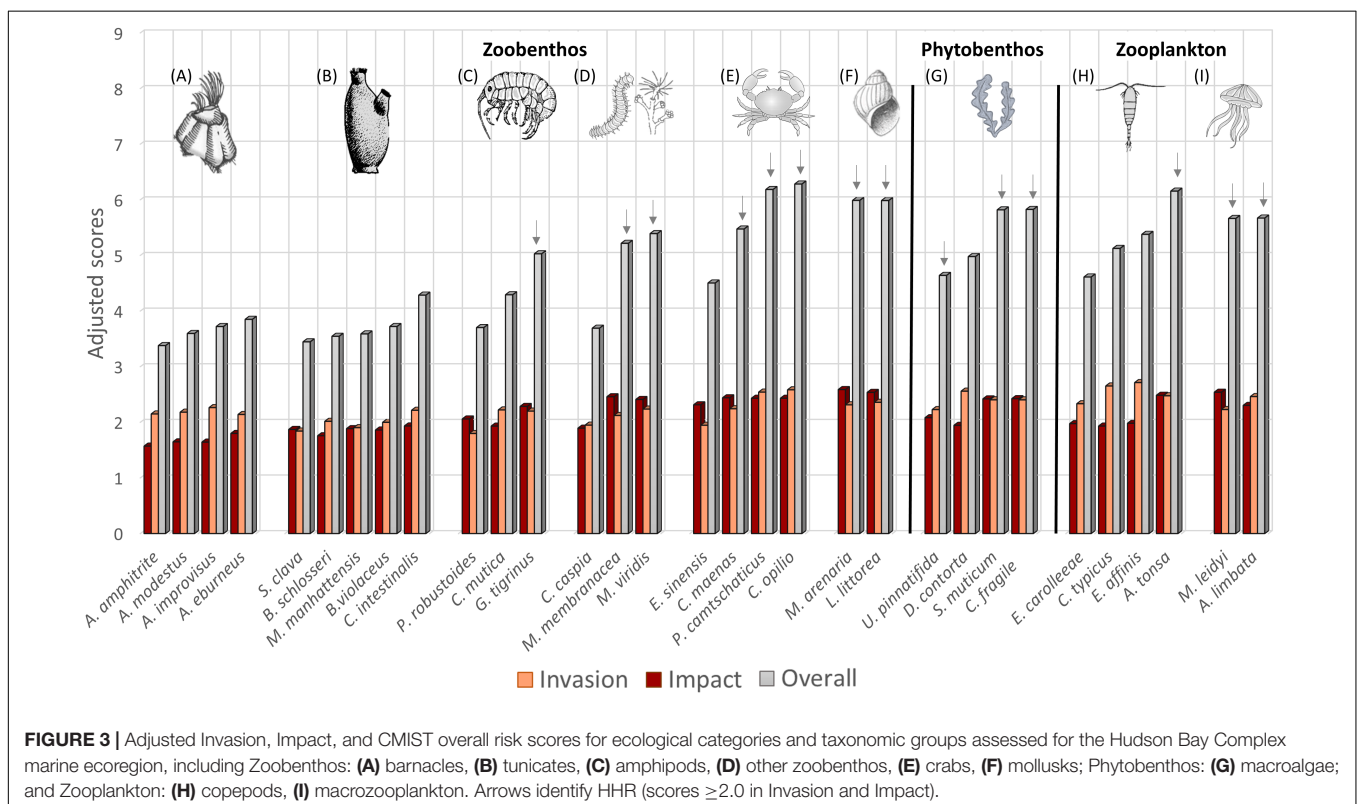 Zoobenthos
Phytobenthos
Zooplankton
(A)
(B)
(C)
(D)
(E)
(F)
(G)
(H)
(I)
Adjusted scores
9
8
7
6
5
4
3
2
1
0
A. amphitrite
A. modestus
A. improvisus
A. eburneus
S. clava
B. schlosseri
M. manhattensis
B.violaceus
C. intestinalis
P. robustoides
C. mutica
G. tigrinus
C. caspia
M. membranacea
M. viridis
E. sinensis
C. maenas
P. camtschaticus
C. opilio
M. arenaria
L. littorea
U. pinnatifida
D. contorta
S. muticum
C. fragile
E. carolleeae
C. typicus
E. affinis
A. tonsa
M. leidyi
A. limbata
Invasion Impact Overall
FIGURE 3 | Adjusted Invasion, Impact, and CMIST overall risk scores for ecological categories and taxonomic groups assessed for the Hudson Bay Complex
marine ecoregion, including Zoobenthos: (A) barnacles, (B) tunicates, (C) amphipods, (D) other zoobenthos, (E) crabs, (F) mollusks; Phytobenthos: (G) macroalgae;
and Zooplankton: (H) copepods, (I) macrozooplankton. Arrows identify HHR (scores ≥2.0 in Invasion and Impact).